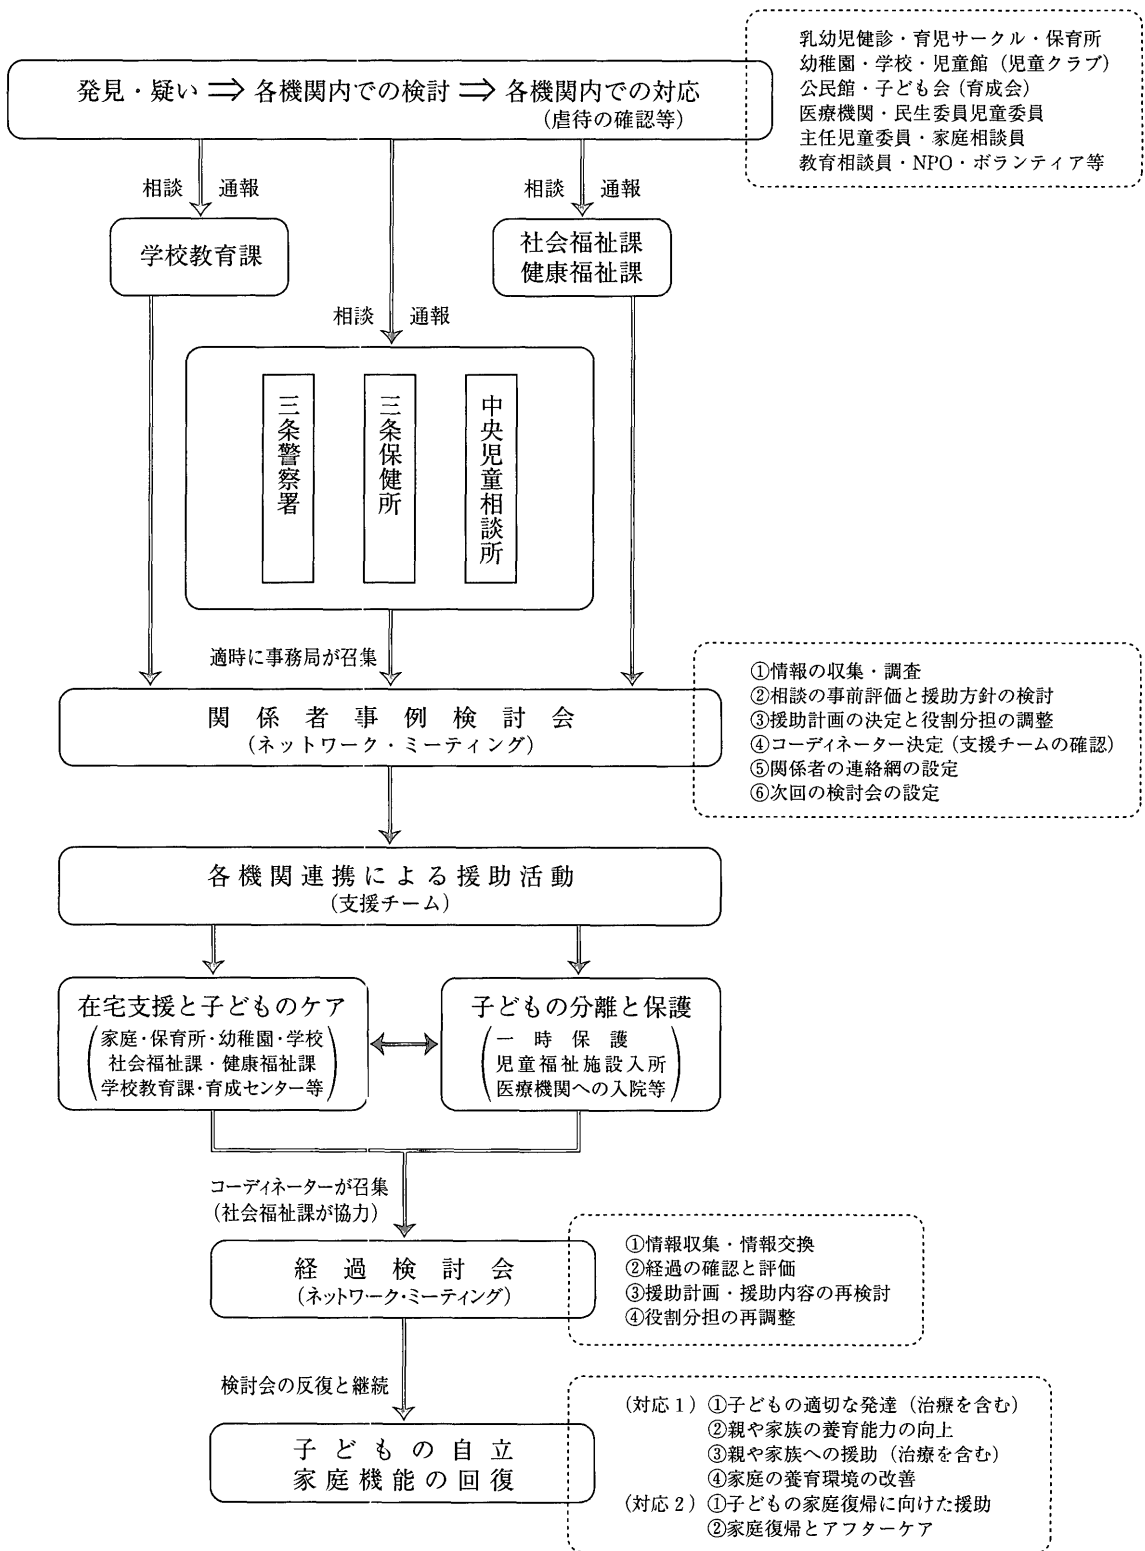 乳幼児健診・育児サークル・保育所
幼稚園・学校・児童館（児童クラブ）
公民館・子ども会（育成会）
医療機関・民生委員児童委員
主任児童委員・家庭相談員
教育相談員・NPO・ボランティア等
発見・疑い ⇒ 各機関内での検討 ⇒ 各機関内での対応
（虐待の確認等）
相談 通報
相談 通報
学校教育課
社会福祉課
健康福祉課
相談 通報
三条警察署
三条保健所
中央児童相談所
適時に事務局が召集
関係者事例検討会
（ネットワーク・ミーティング）
①情報の収集・調査
②相談の事前評価と援助方針の検討
③援助計画の決定と役割分担の調整
④コーディネーター決定（支援チームの確認）
⑤関係者の連絡網の設定
⑥次回の検討会の設定
各機関連携による援助活動
（支援チーム）
在宅支援と子どものケア
（家庭・保育所・幼稚園・学校
社会福祉課・健康福祉課
学校教育課・育成センター等）
子どもの分離と保護
（一時保護
児童福祉施設入所
医療機関への入院等）
コーディネーターが召集
（社会福祉課が協力）
経過検討会
（ネットワーク・ミーティング）
①情報収集・情報交換
②経過の確認と評価
③援助計画・援助内容の再検討
④役割分担の再調整
検討会の反復と継続
子どもの自立
家庭機能の回復
（対応1）①子どもの適切な発達（治療を含む）
②親や家族の養育能力の向上
③親や家族への援助（治療を含む）
④家庭の養育環境の改善
（対応2）①子どもの家庭復帰に向けた援助
②家庭復帰とアフターケア